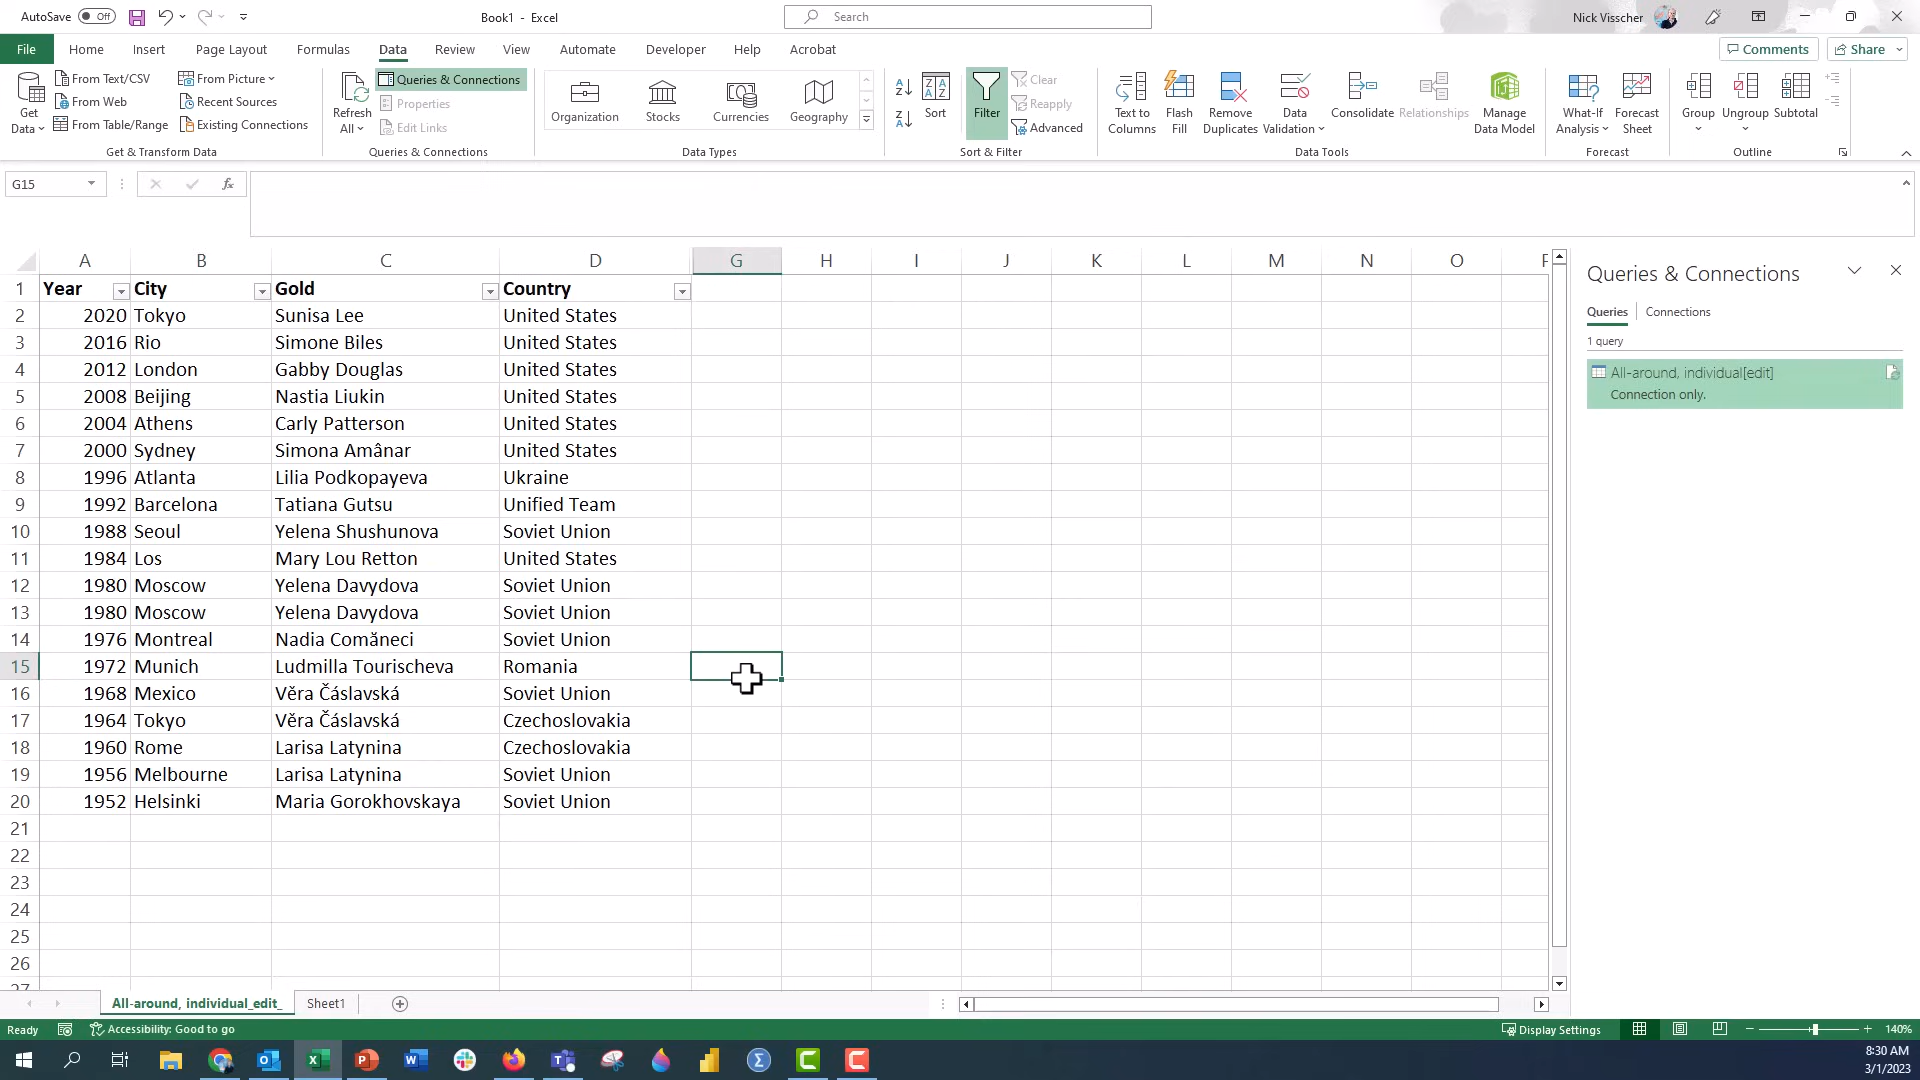 AutoSave Off Book1 - Excel Search Nick Visscher
File Home Insert Page Layout Formulas Data Review View Automate Developer Help Acrobat Comments Share
Get Data
From Text/CSV
From Web
From Table/Range
From Picture
Recent Sources
Existing Connections
Get & Transform Data
Refresh All
Queries & Connections
Properties
Edit Links
Queries & Connections
Organization Stocks Currencies Geography
Data Types
Sort
Filter
Clear
Reapply
Advanced
Sort & Filter
Text to Columns
Flash Fill
Remove Duplicates
Data Validation
Consolidate
Relationships
Manage Data Model
Data Tools
What-If Analysis
Forecast Sheet
Forecast
Group Ungroup Subtotal
Outline
G15 fx
A B C D G H I J K L M N O
1 Year City Gold Country
2 2020 Tokyo Sunisa Lee United States
3 2016 Rio Simone Biles United States
4 2012 London Gabby Douglas United States
5 2008 Beijing Nastia Liukin United States
6 2004 Athens Carly Patterson United States
7 2000 Sydney Simona Amânar United States
8 1996 Atlanta Lilia Podkopayeva Ukraine
9 1992 Barcelona Tatiana Gutsu Unified Team
10 1988 Seoul Yelena Shushunova Soviet Union
11 1984 Los Mary Lou Retton United States
12 1980 Moscow Yelena Davydova Soviet Union
13 1980 Moscow Yelena Davydova Soviet Union
14 1976 Montreal Nadia Comăneci Soviet Union
15 1972 Munich Ludmilla Tourischeva Romania
16 1968 Mexico Věra Čáslavská Soviet Union
17 1964 Tokyo Věra Čáslavská Czechoslovakia
18 1960 Rome Larisa Latynina Czechoslovakia
19 1956 Melbourne Larisa Latynina Soviet Union
20 1952 Helsinki Maria Gorokhovskaya Soviet Union
21
22
23
24
25
26
Queries & Connections
Queries Connections
1 query
All-around, individual[edit]
Connection only.
All-around, individual_edit_ Sheet1
Ready Accessibility: Good to go Display Settings 140%
8:30 AM
3/1/2023